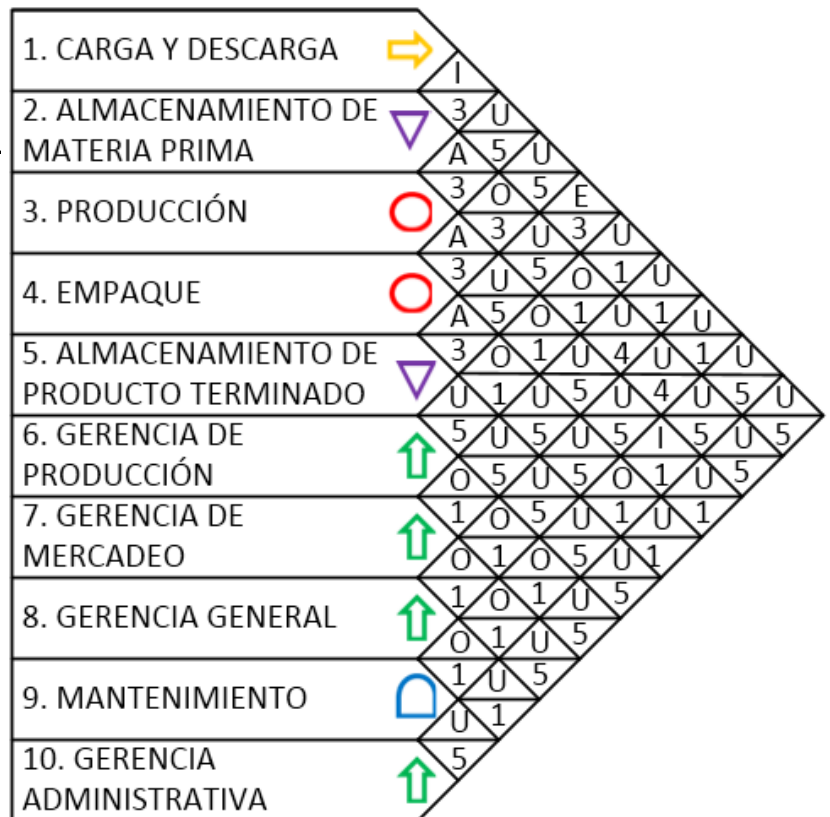 1. CARGA Y DESCARGA
I
2. ALMACENAMIENTO DE 3 U
MATERIA PRIMA A 5 U
3 O 5 E
3. PRODUCCIÓN
A 3 U 3 U
3 U 5 O 1 U
4. EMPAQUE
A 5 O 1 U 1 U
5. ALMACENAMIENTO DE 3 O 1 U 4 U 1 U
PRODUCTO TERMINADO U 1 U 5 U 4 U 5 U
6. GERENCIA DE 5 U 5 U 5 I 5 U 5
PRODUCCIÓN O 5 U 5 O 1 U 5
7. GERENCIA DE 1 O 5 U 1 U 1
MERCADEO O 1 O 5 U 1
1 O 1 U 5
8. GERENCIA GENERAL
O 1 U 5
1 U 5
9. MANTENIMIENTO
U 1
10. GERENCIA 5
ADMINISTRATIVA